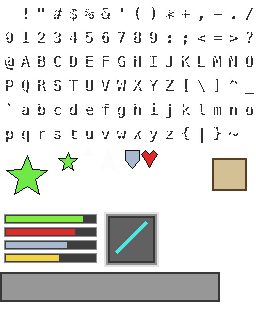 ! " # $ % & ' ( ) * + , - . /
0 1 2 3 4 5 6 7 8 9 : ; < = > ?
@ A B C D E F G H I J K L M N O
P Q R S T U V W X Y Z [ \ ] ^ _
` a b c d e f g h i j k l m n o
p q r s t u v w x y z { | } ~